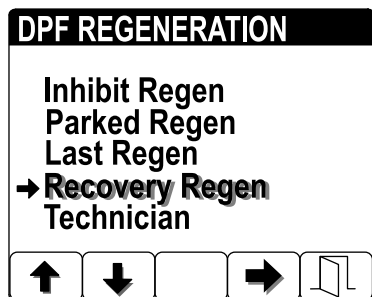 DPF REGENERATION
Inhibit Regen
Parked Regen
Last Regen
Recovery Regen
Technician